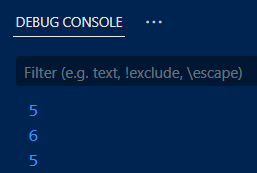 DEBUG CONSOLE ...
Filter (e.g. text, !exclude, \escape)
5
6
5